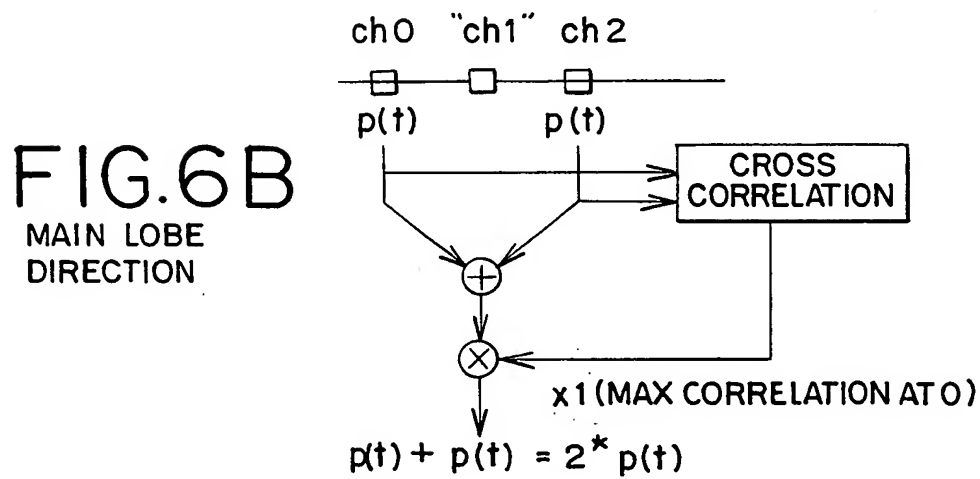 ch0 "ch1" ch2
p(t) p(t)
FIG.6B
MAIN LOBE
DIRECTION
CROSS
CORRELATION
+
×
x1(MAX CORRELATION AT 0)
p(t) + p(t) = 2* p(t)